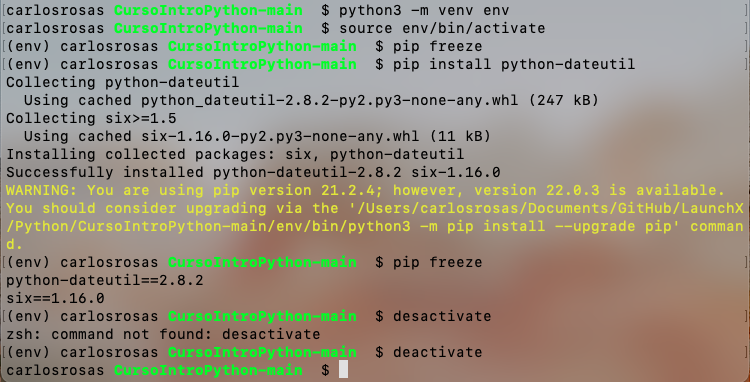 carlosrosas CursoIntroPython-main $ python3 -m venv env
carlosrosas CursoIntroPython-main $ source env/bin/activate
(env) carlosrosas CursoIntroPython-main $ pip freeze
(env) carlosrosas CursoIntroPython-main $ pip install python-dateutil
Collecting python-dateutil
  Using cached python_dateutil-2.8.2-py2.py3-none-any.whl (247 kB)
Collecting six>=1.5
  Using cached six-1.16.0-py2.py3-none-any.whl (11 kB)
Installing collected packages: six, python-dateutil
Successfully installed python-dateutil-2.8.2 six-1.16.0
WARNING: You are using pip version 21.2.4; however, version 22.0.3 is available.
You should consider upgrading via the '/Users/carlosrosas/Documents/GitHub/LaunchX
/Python/CursoIntroPython-main/env/bin/python3 -m pip install --upgrade pip' comman
d.
(env) carlosrosas CursoIntroPython-main $ pip freeze
python-dateutil==2.8.2
six==1.16.0
(env) carlosrosas CursoIntroPython-main $ desactivate
zsh: command not found: desactivate
(env) carlosrosas CursoIntroPython-main $ deactivate
carlosrosas CursoIntroPython-main $